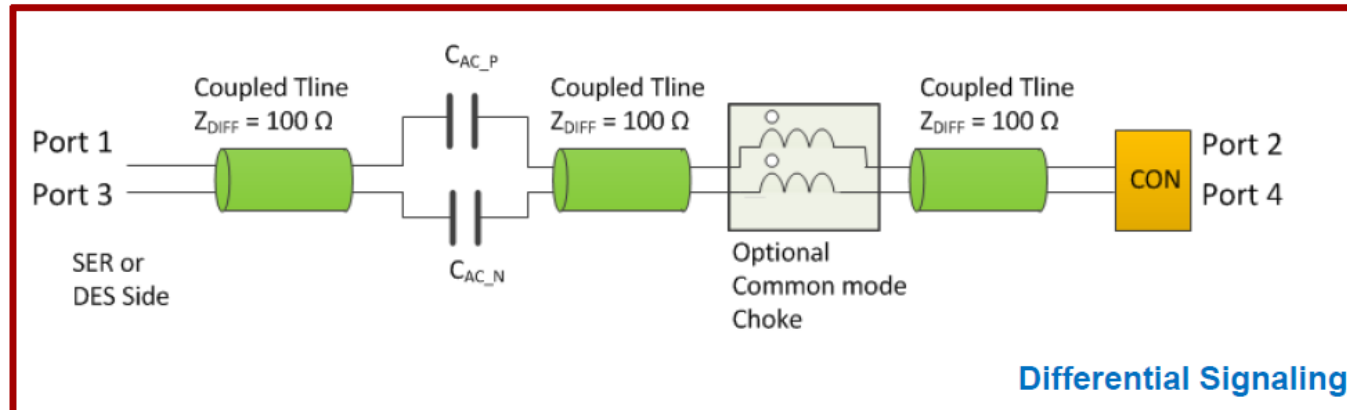 Port 1
Port 3
SER or
DES Side
Coupled Tline
Z_DIFF = 100 Ω
C_AC_P
C_AC_N
Coupled Tline
Z_DIFF = 100 Ω
Optional
Common mode
Choke
Coupled Tline
Z_DIFF = 100 Ω
CON
Port 2
Port 4
Differential Signaling